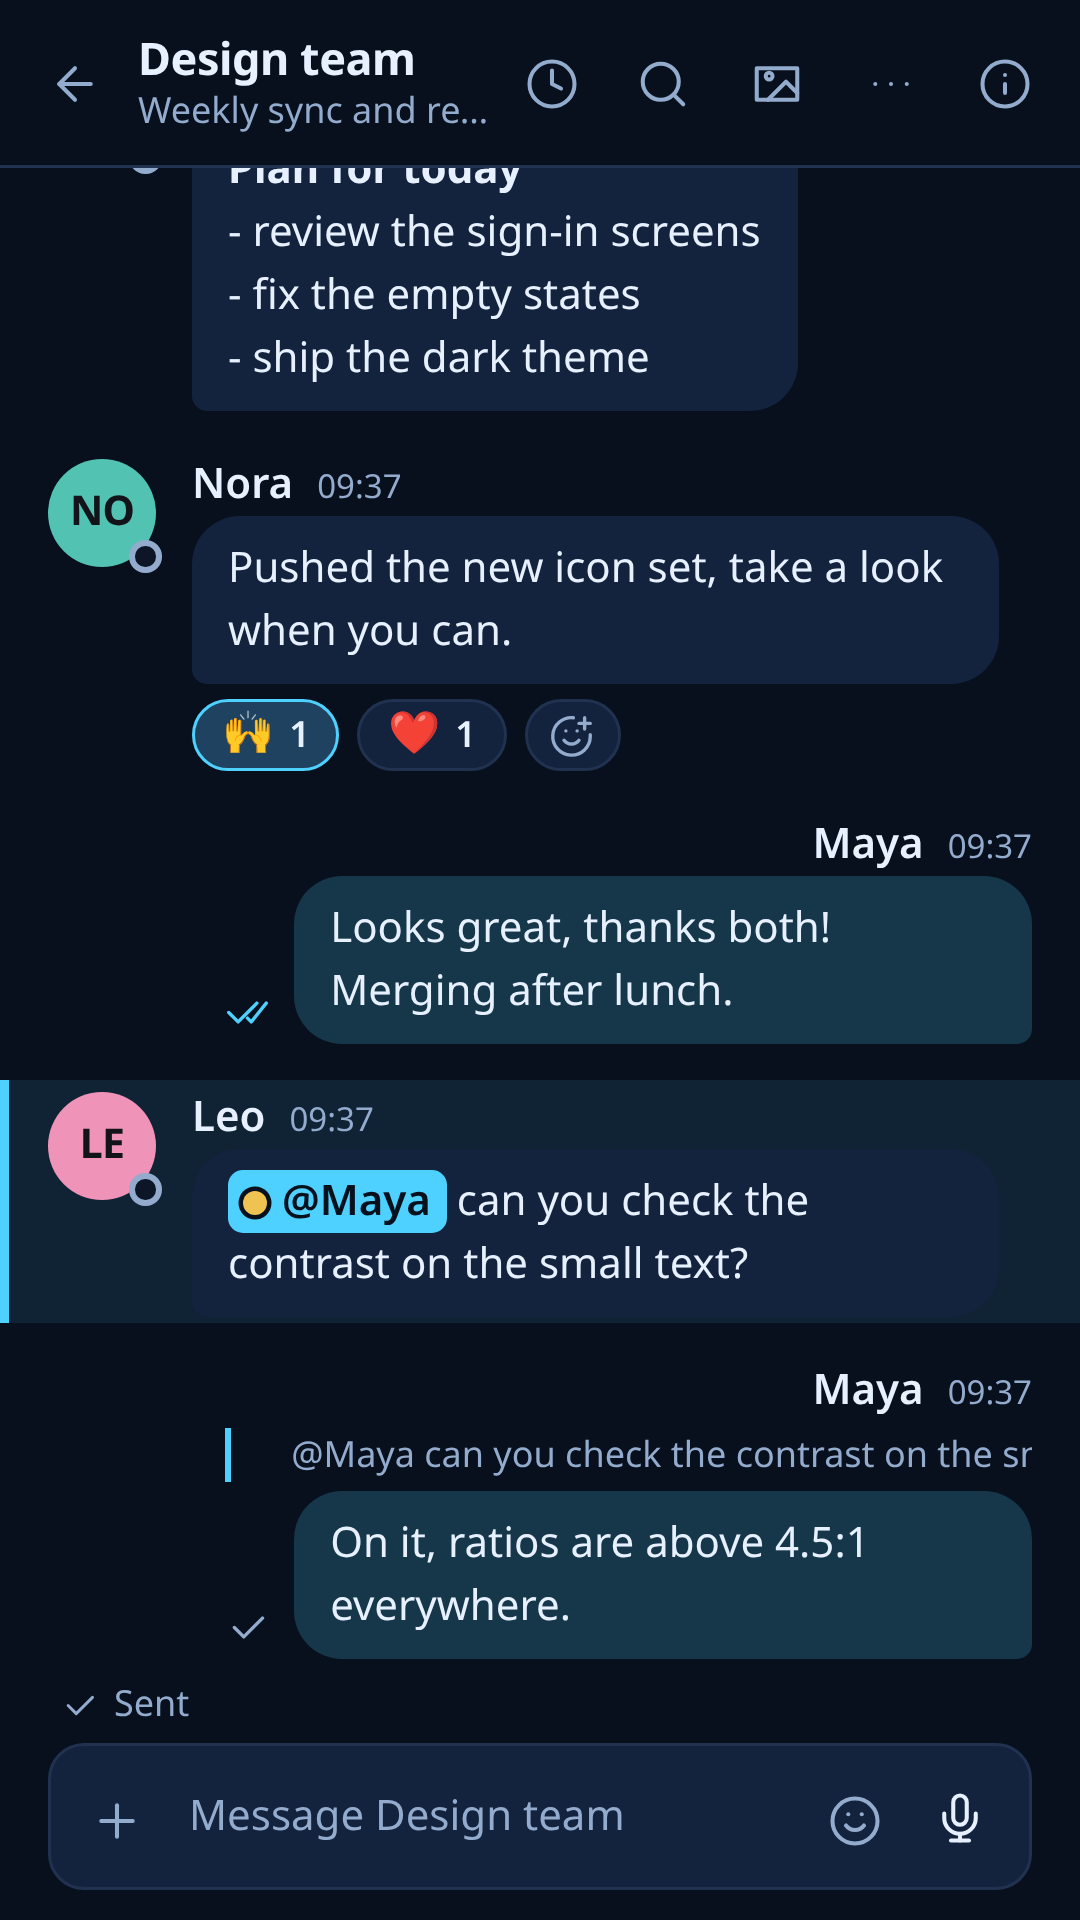 Design team
Weekly sync and re...
Plan for today
- review the sign-in screens
- fix the empty states
- ship the dark theme
NO
Nora 09:37
Pushed the new icon set, take a look
when you can.
🙌 1 ❤️ 1
Maya 09:37
Looks great, thanks both!
Merging after lunch.
LE
Leo 09:37
@Maya can you check the
contrast on the small text?
Maya 09:37
@Maya can you check the contrast on the
On it, ratios are above 4.5:1
everywhere.
Sent
Message Design team